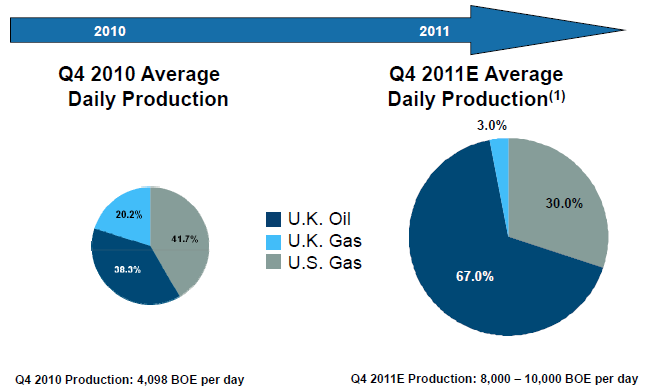 2010
2011
Q4 2010 Average
Daily Production
Q4 2011E Average
Daily Production(1)
20.2%
41.7%
38.3%
U.K. Oil
U.K. Gas
U.S. Gas
3.0%
30.0%
67.0%
Q4 2010 Production: 4,098 BOE per day
Q4 2011E Production: 8,000 – 10,000 BOE per day